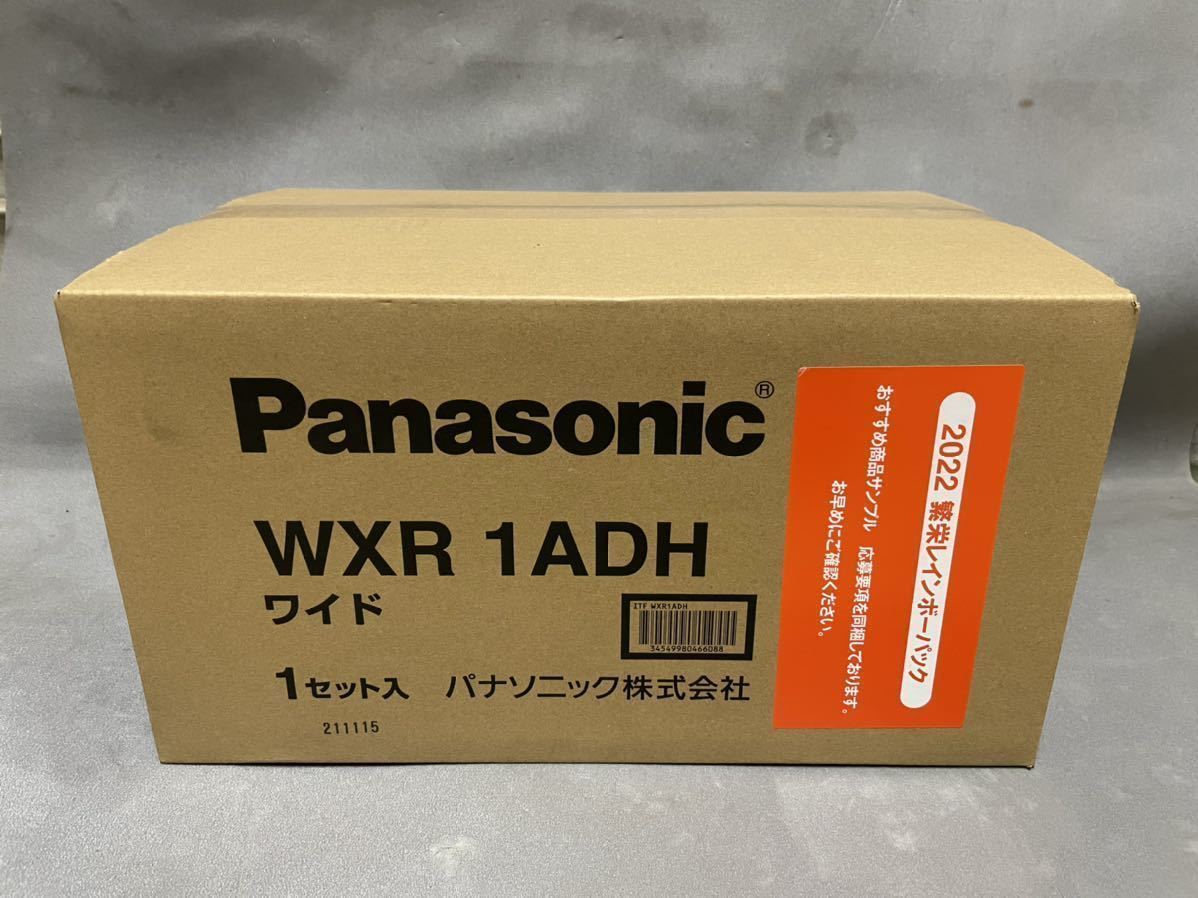 Panasonic®
WXR 1ADH
ワイド
ITF WXR1ADH
34549980466088
1セット入 パナソニック株式会社
211115
2022 繁栄レインボーパック
おすすめ商品サンプル 応募要項を同梱しております。
お早めにご確認ください。